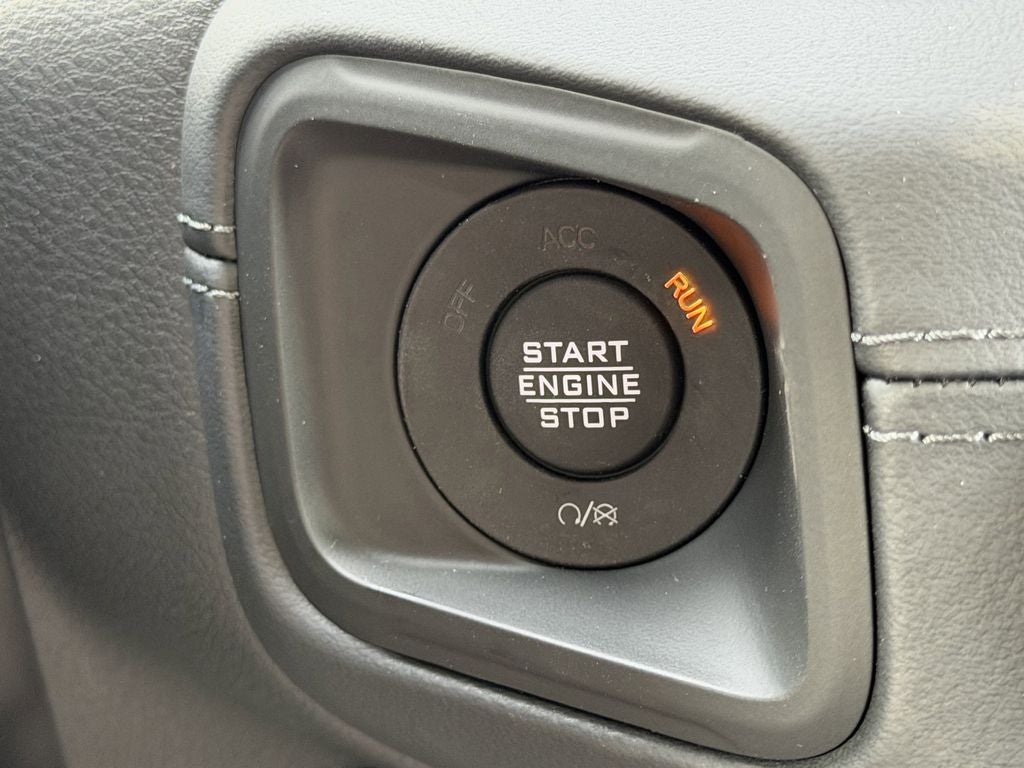 ACC
OFF
RUN
START
ENGINE
STOP